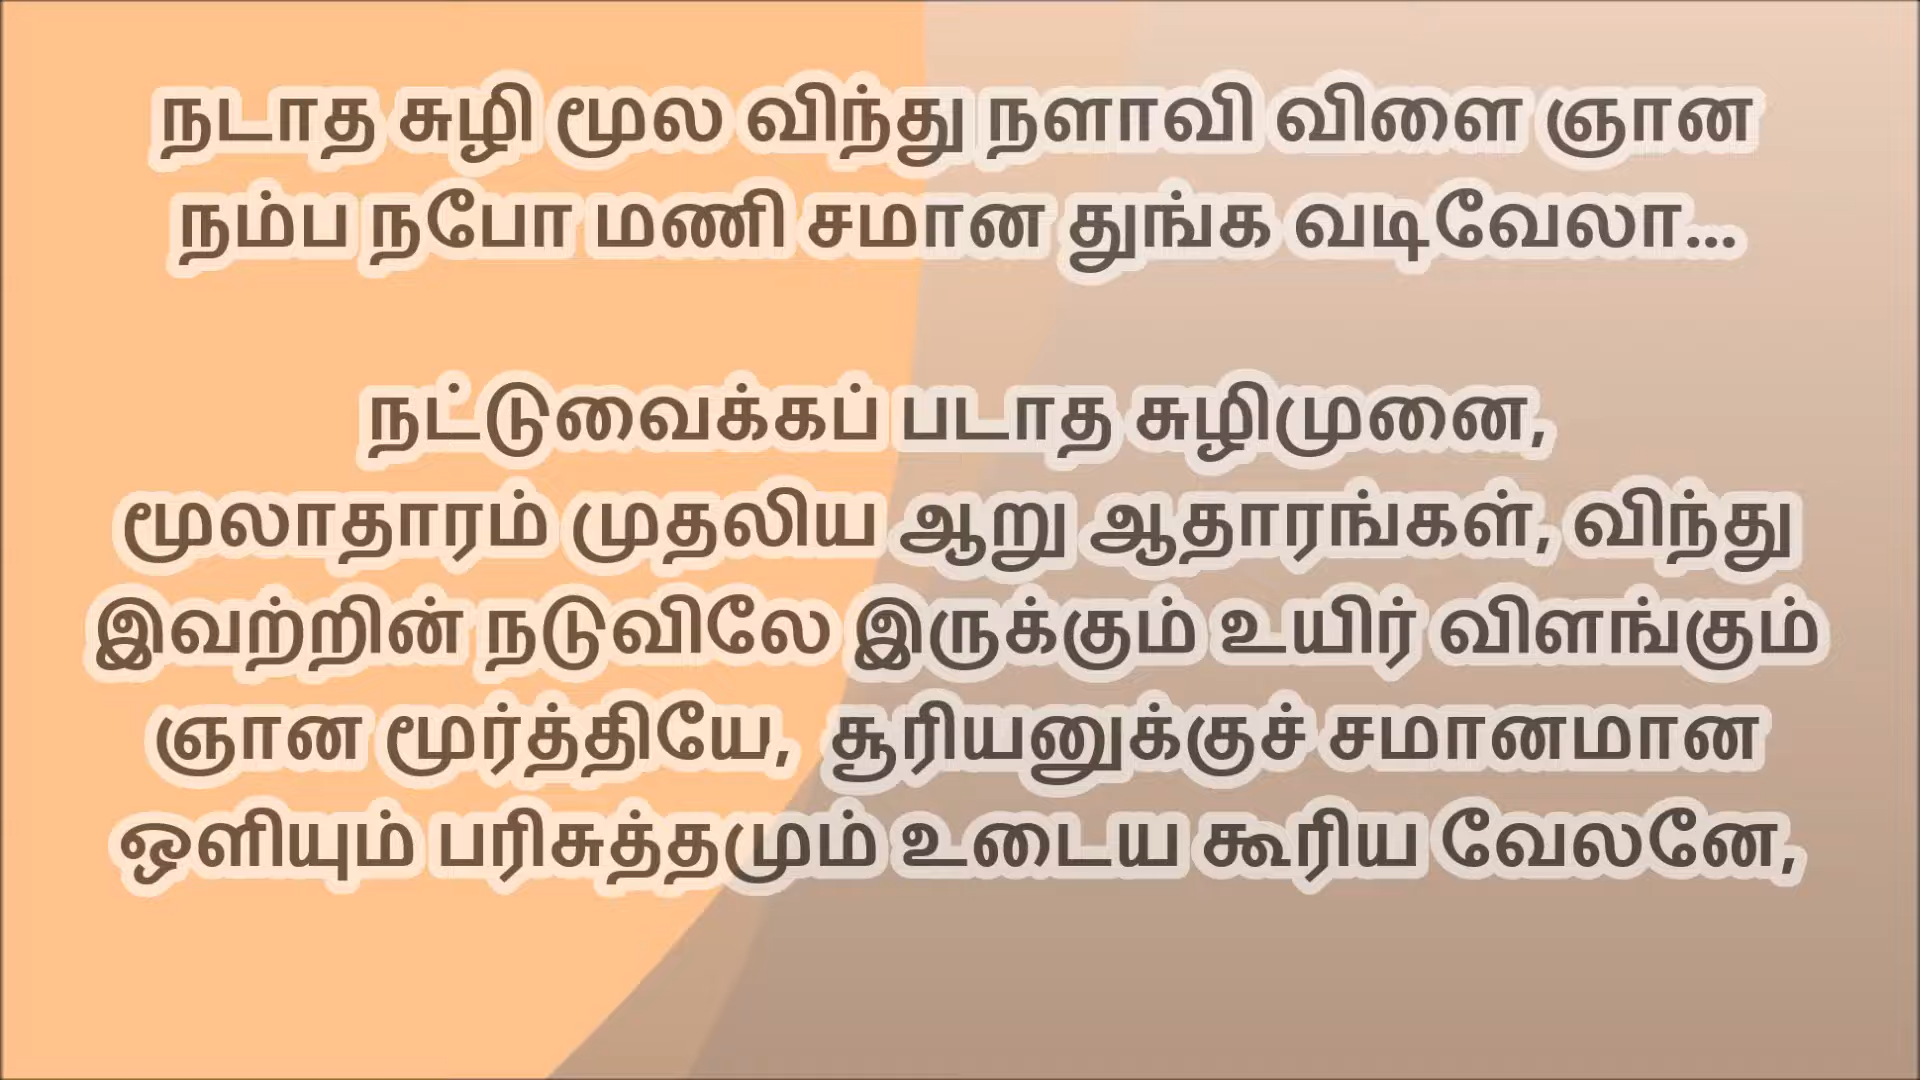 நடாத சுழி மூல விந்து நளாவி விளை ஞான
நம்ப நபோ மணி சமான துங்க வடிவேலா...
நட்டுவைக்கப் படாத சுழிமுனை,
மூலாதாரம் முதலிய ஆறு ஆதாரங்கள், விந்து
இவற்றின் நடுவிலே இருக்கும் உயிர் விளங்கும்
ஞான மூர்த்தியே, சூரியனுக்குச் சமானமான
ஒளியும் பரிசுத்தமும் உடைய கூரிய வேலனே,